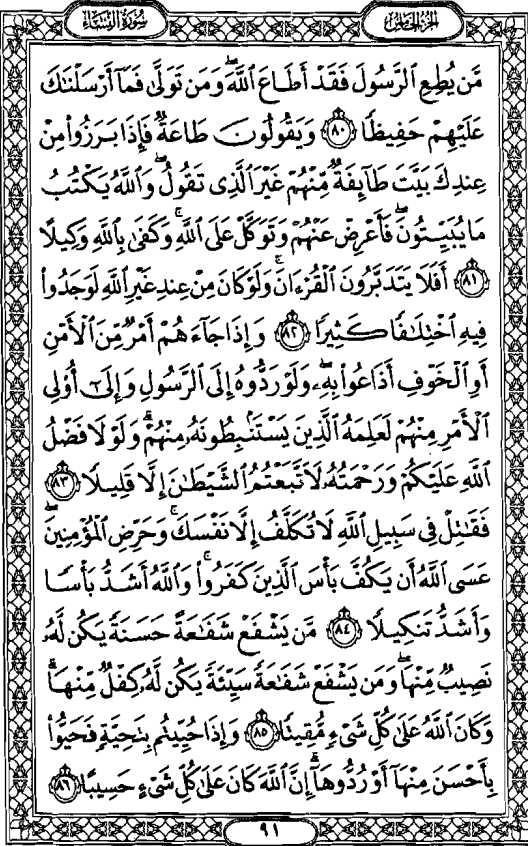 سُورَةُ النِّسَاءِ
الجُزْءُ الخَامِسُ
مَّن يُطِعِ ٱلرَّسُولَ فَقَدْ أَطَاعَ ٱللَّهَۖ وَمَن تَوَلَّىٰ فَمَآ أَرْسَلْنَٰكَ
عَلَيْهِمْ حَفِيظًا ﴿٨٠﴾ وَيَقُولُونَ طَاعَةٌ فَإِذَا بَرَزُوا۟ مِنْ
عِندِكَ بَيَّتَ طَآئِفَةٌ مِّنْهُمْ غَيْرَ ٱلَّذِى تَقُولُۖ وَٱللَّهُ يَكْتُبُ
مَا يُبَيِّتُونَۖ فَأَعْرِضْ عَنْهُمْ وَتَوَكَّلْ عَلَى ٱللَّهِۚ وَكَفَىٰ بِٱللَّهِ وَكِيلًا
﴿٨١﴾ أَفَلَا يَتَدَبَّرُونَ ٱلْقُرْءَانَۚ وَلَوْ كَانَ مِنْ عِندِ غَيْرِ ٱللَّهِ لَوَجَدُوا۟
فِيهِ ٱخْتِلَٰفًا كَثِيرًا ﴿٨٢﴾ وَإِذَا جَآءَهُمْ أَمْرٌ مِّنَ ٱلْأَمْنِ
أَوِ ٱلْخَوْفِ أَذَاعُوا۟ بِهِۦۖ وَلَوْ رَدُّوهُ إِلَى ٱلرَّسُولِ وَإِلَىٰٓ أُو۟لِى
ٱلْأَمْرِ مِنْهُمْ لَعَلِمَهُ ٱلَّذِينَ يَسْتَنۢبِطُونَهُۥ مِنْهُمْۗ وَلَوْلَا فَضْلُ
ٱللَّهِ عَلَيْكُمْ وَرَحْمَتُهُۥ لَٱتَّبَعْتُمُ ٱلشَّيْطَٰنَ إِلَّا قَلِيلًا ﴿٨٣﴾
فَقَٰتِلْ فِى سَبِيلِ ٱللَّهِ لَا تُكَلَّفُ إِلَّا نَفْسَكَۚ وَحَرِّضِ ٱلْمُؤْمِنِينَۖ
عَسَى ٱللَّهُ أَن يَكُفَّ بَأْسَ ٱلَّذِينَ كَفَرُوا۟ۚ وَٱللَّهُ أَشَدُّ بَأْسًا
وَأَشَدُّ تَنكِيلًا ﴿٨٤﴾ مَّن يَشْفَعْ شَفَٰعَةً حَسَنَةً يَكُن لَّهُۥ
نَصِيبٌ مِّنْهَاۖ وَمَن يَشْفَعْ شَفَٰعَةً سَيِّئَةً يَكُن لَّهُۥ كِفْلٌ مِّنْهَاۗ
وَكَانَ ٱللَّهُ عَلَىٰ كُلِّ شَىْءٍ مُّقِيتًا ﴿٨٥﴾ وَإِذَا حُيِّيتُم بِتَحِيَّةٍ فَحَيُّوا۟
بِأَحْسَنَ مِنْهَآ أَوْ رُدُّوهَآۗ إِنَّ ٱللَّهَ كَانَ عَلَىٰ كُلِّ شَىْءٍ حَسِيبًا ﴿٨٦﴾
٩١